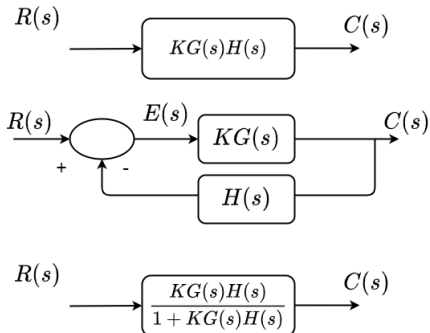 R(s) KG(s)H(s) C(s)
R(s) E(s) KG(s) C(s)
+ -
H(s)
R(s) KG(s)H(s) C(s)
1 + KG(s)H(s)